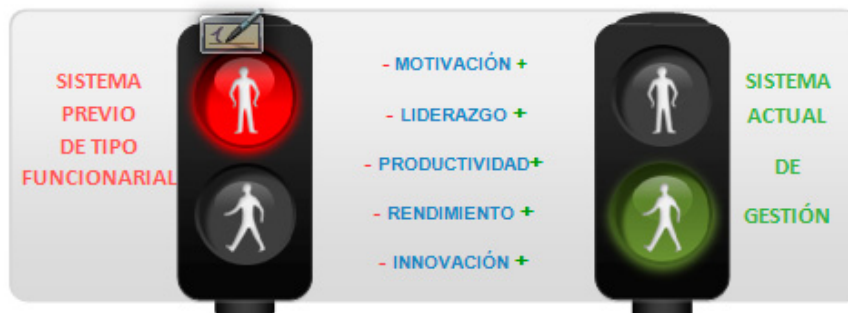 SISTEMA
PREVIO
DE TIPO
FUNCIONARIAL
- MOTIVACIÓN +
- LIDERAZGO +
- PRODUCTIVIDAD+
- RENDIMIENTO +
- INNOVACIÓN +
SISTEMA
ACTUAL
DE
GESTIÓN